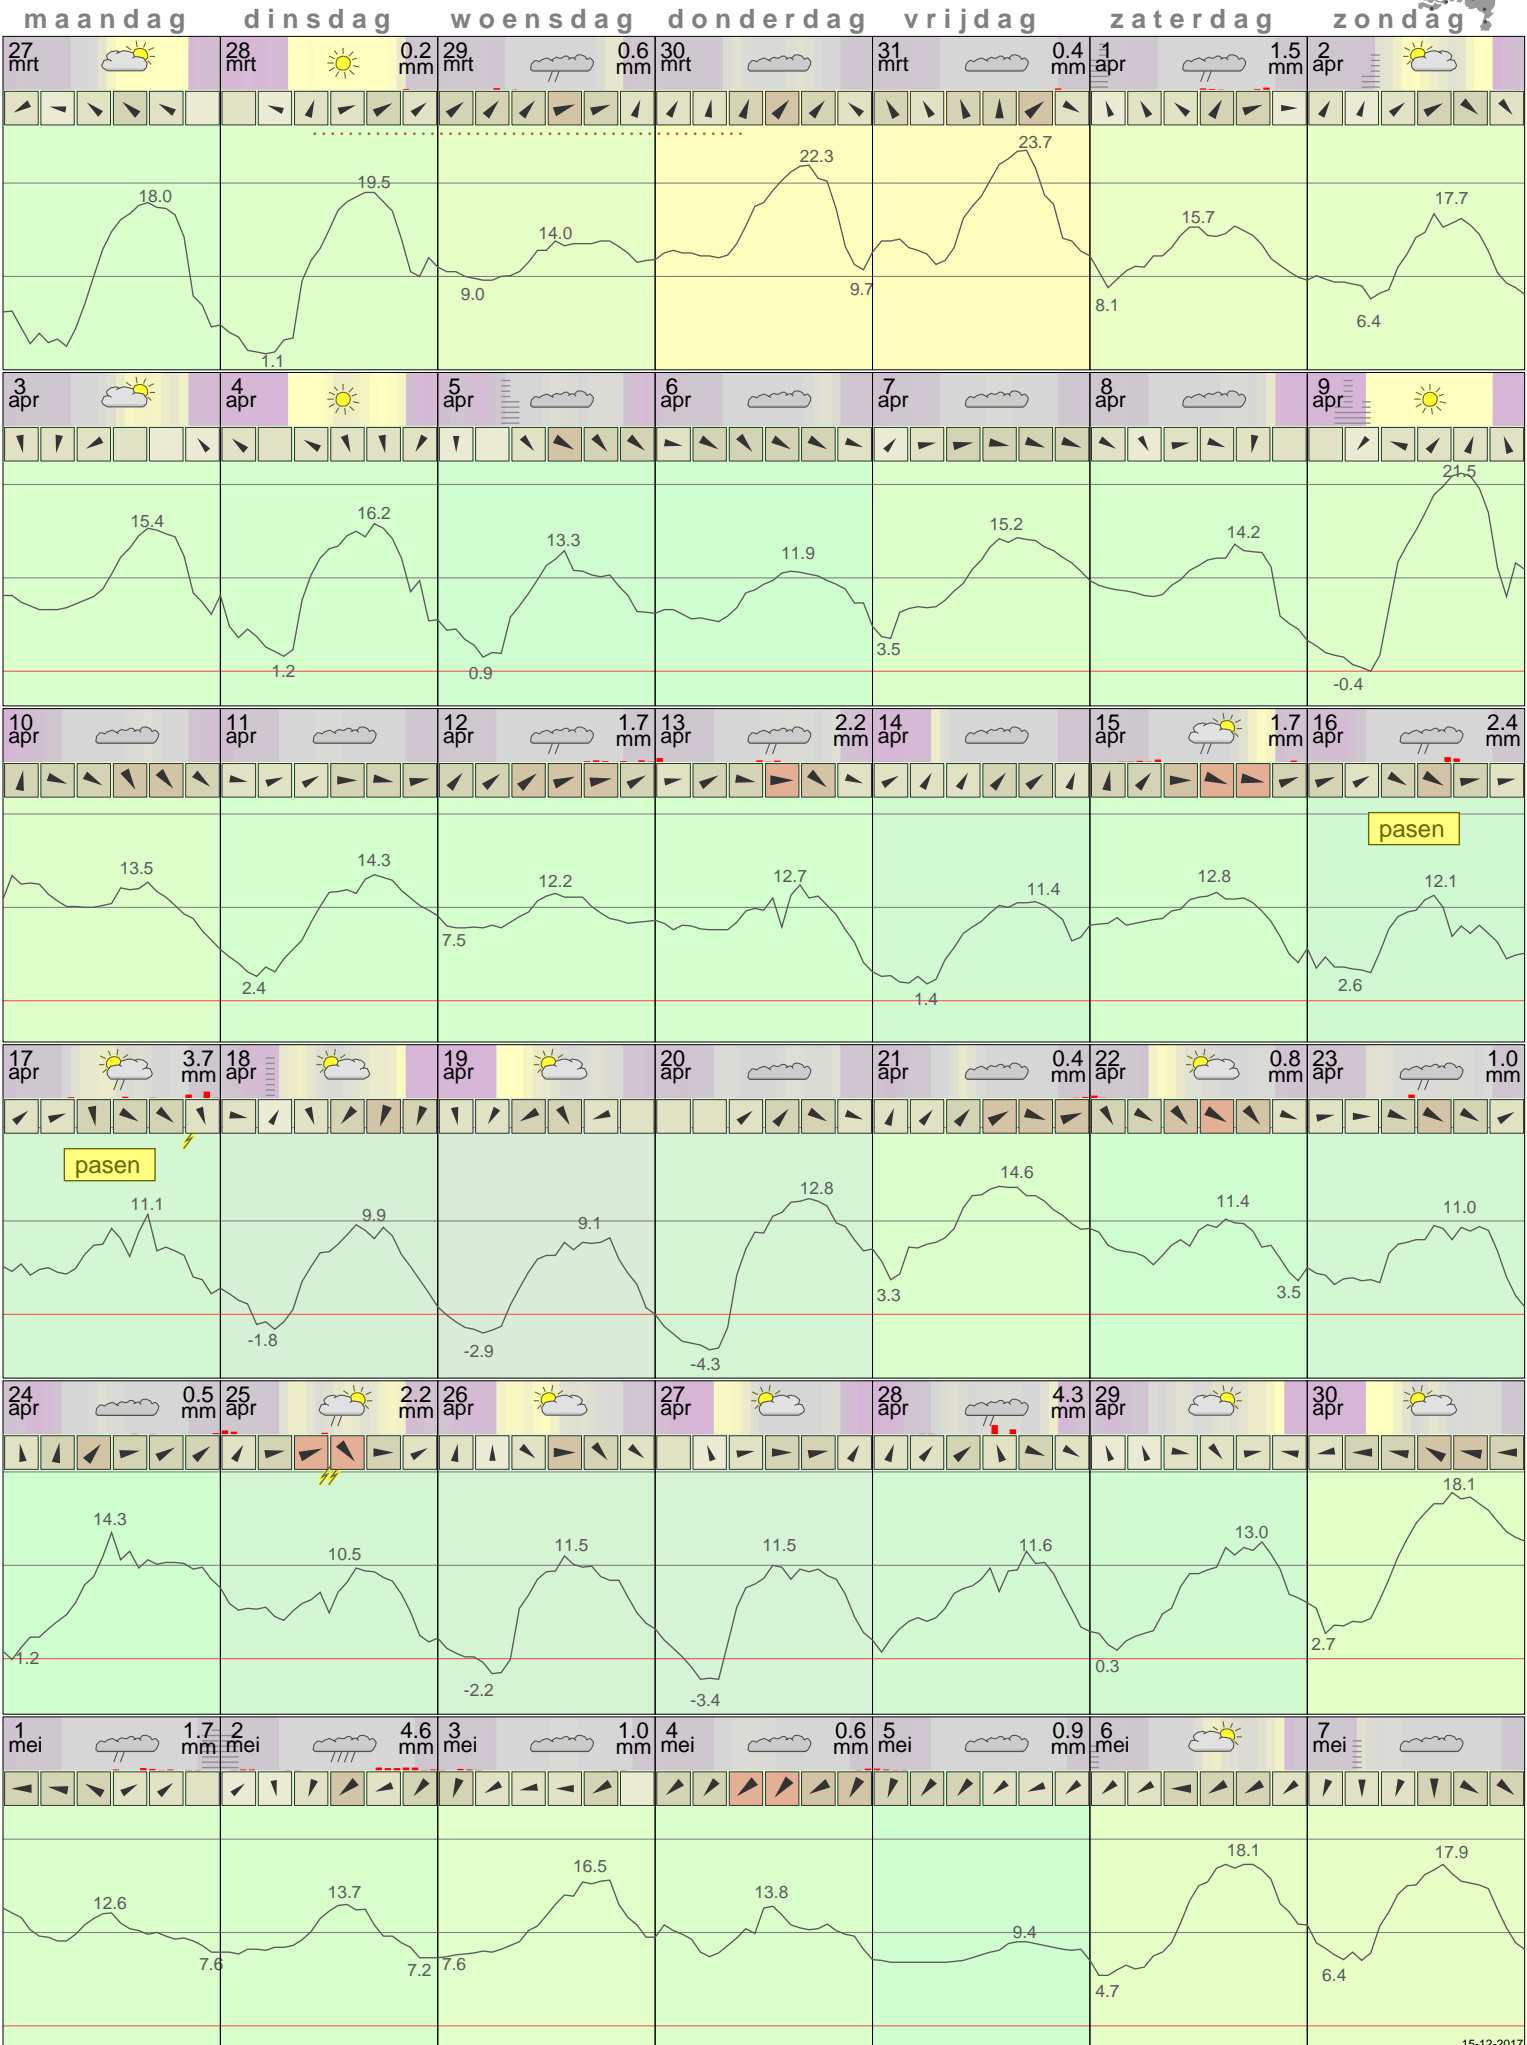 maandag dinsdag woensdag donderdag vrijdag zaterdag zondag
27 28 0.2 29 0.6 30 31 0.4 1 1.5 2
mrt mrt mm mrt mm mrt mrt mm apr mm apr
18.0 19.5 14.0 22.3 23.7 15.7 17.7
1.1 9.0 9.7 8.1 6.4
3 4 5 6 7 8 9
apr apr apr apr apr apr apr
15.4 16.2 13.3 11.9 15.2 14.2 21.5
1.2 0.9 3.5 -0.4
10 11 12 1.7 13 2.2 14 15 1.7 16 2.4
apr apr apr mm apr mm apr apr mm apr mm
pasen
13.5 14.3 12.2 12.7 11.4 12.8 12.1
2.4 7.5 1.4 2.6
17 3.7 18 19 20 21 0.4 22 0.8 23 1.0
apr mm apr apr apr apr mm apr mm apr mm
pasen
11.1 9.9 9.1 12.8 14.6 11.4 11.0
-1.8 -2.9 -4.3 3.3 3.5
24 0.5 25 2.2 26 27 28 4.3 29 30
apr mm apr mm apr apr apr mm apr apr
14.3 10.5 11.5 11.5 11.6 13.0 18.1
-1.2 -2.2 -3.4 0.3 2.7
1 1.7 2 4.6 3 1.0 4 0.6 5 0.9 6 7
mei mm mei mm mei mm mei mm mei mm mei mei
12.6 13.7 16.5 13.8 9.4 18.1 17.9
7.6 7.2 7.6 4.7 6.4
15-12-2017